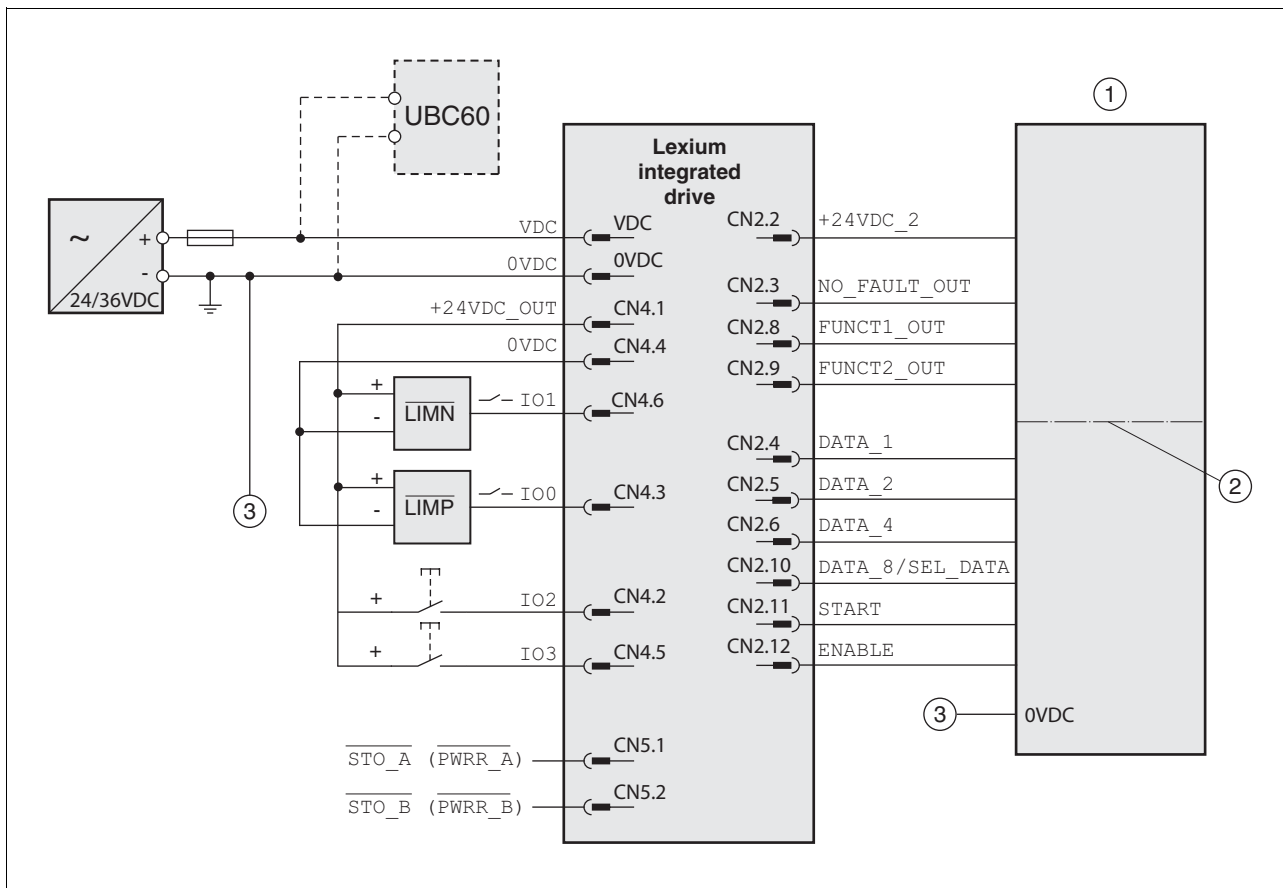 UBC60
1
Lexium
integrated
drive
~
+
-
24/36VDC
VDC
VDC
0VDC
0VDC
+24VDC_OUT
CN4.1
0VDC
CN4.4
+
-
LIMN
IO1
CN4.6
+
-
LIMP
IO0
CN4.3
3
+
IO2
CN4.2
+
IO3
CN4.5
STO_A (PWRR_A)
CN5.1
STO_B (PWRR_B)
CN5.2
CN2.2
+24VDC_2
CN2.3
NO_FAULT_OUT
CN2.8
FUNCT1_OUT
CN2.9
FUNCT2_OUT
CN2.4
DATA_1
CN2.5
DATA_2
CN2.6
DATA_4
CN2.10
DATA_8/SEL_DATA
CN2.11
START
CN2.12
ENABLE
2
3
0VDC